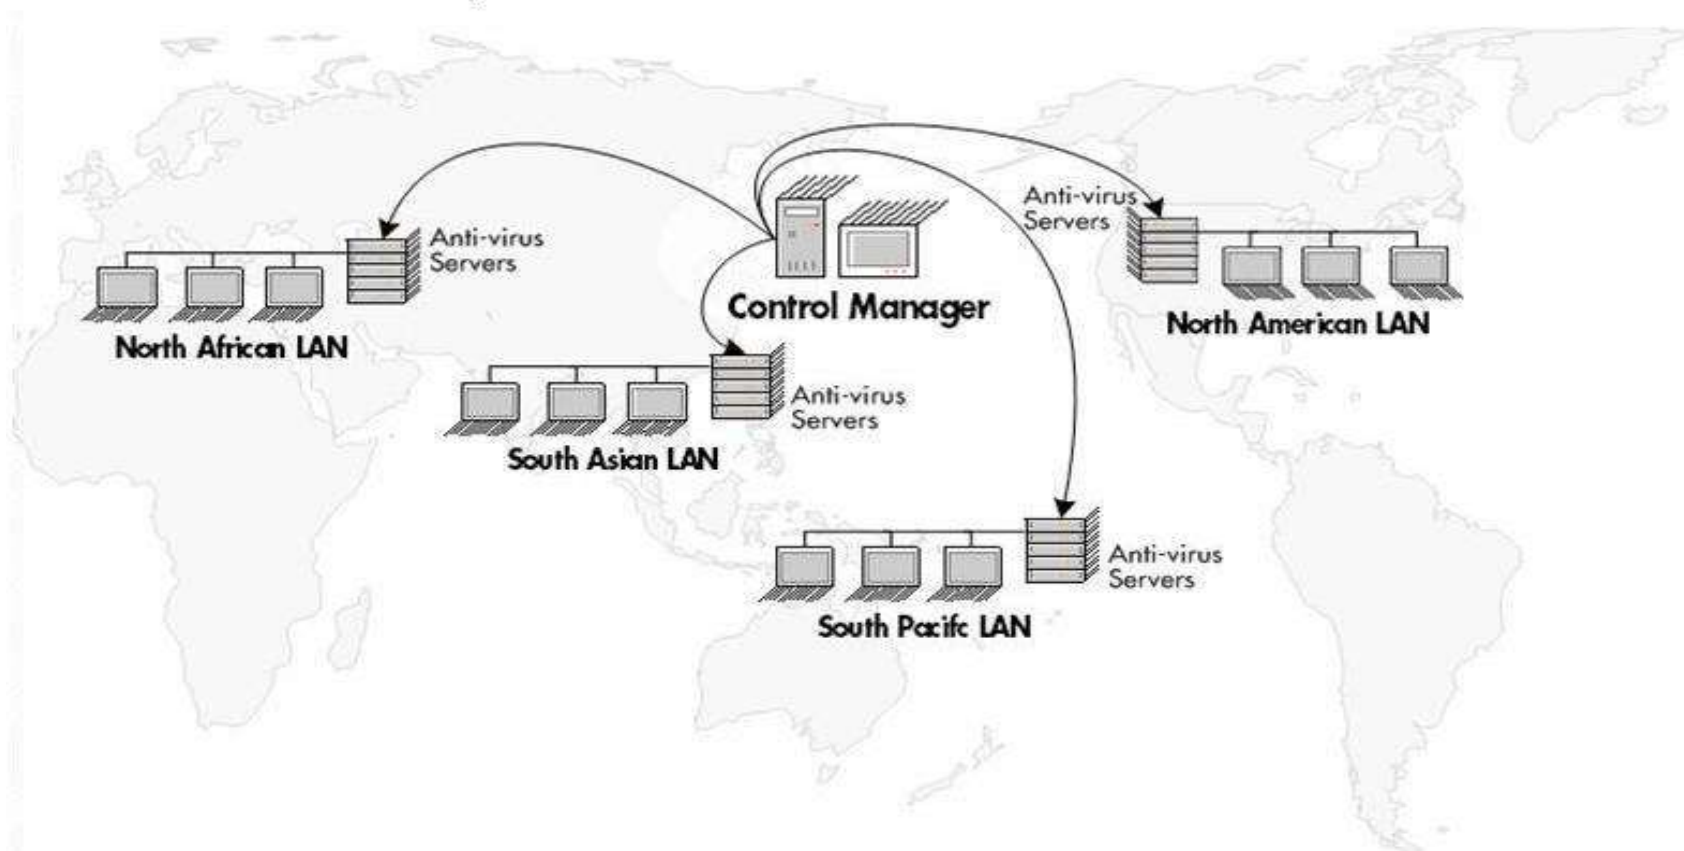 Anti-virus
Servers
North African LAN
Control Manager
Anti-virus
Servers
North American LAN
Anti-virus
Servers
South Asian LAN
Anti-virus
Servers
South Pacifc LAN